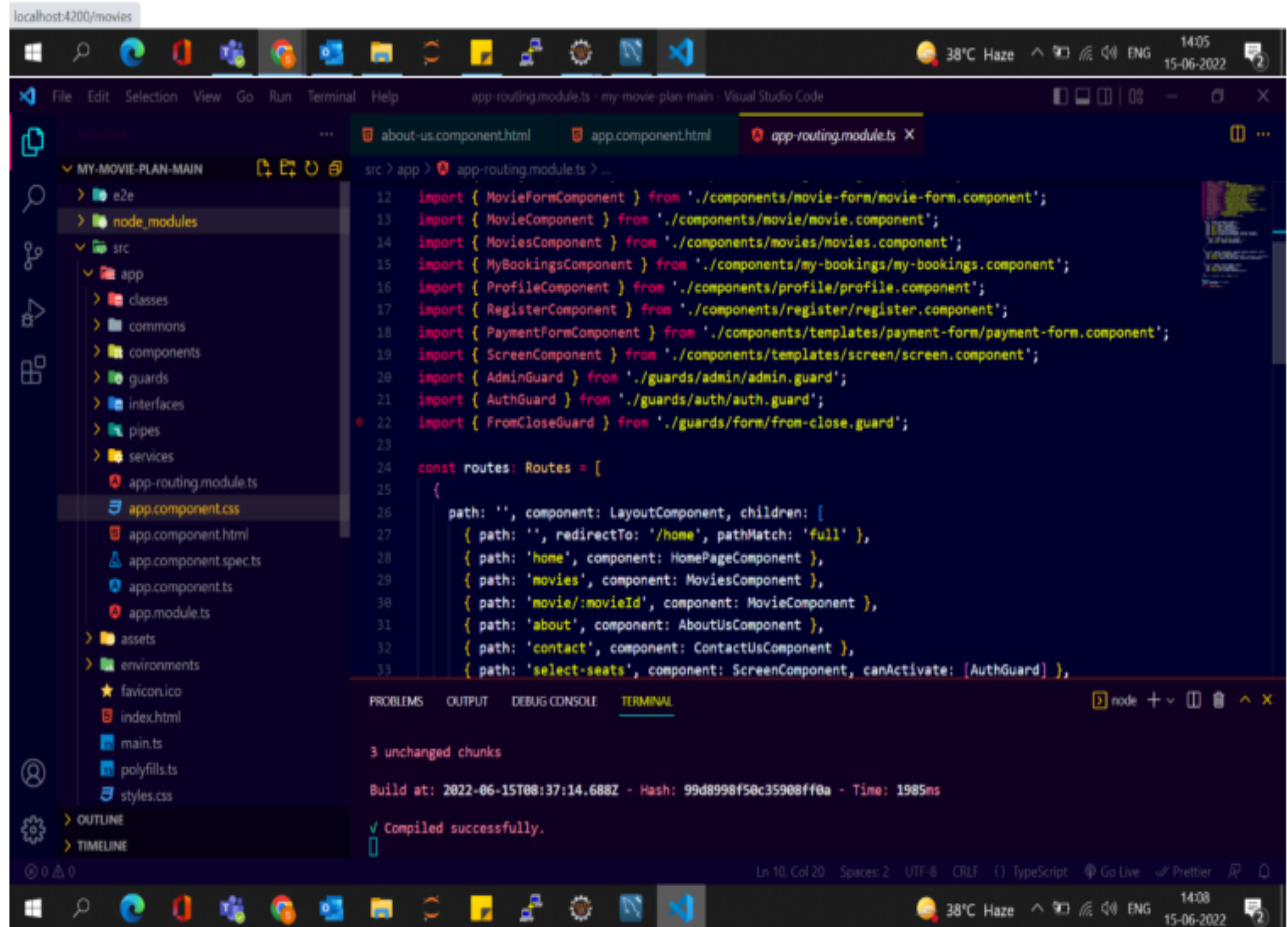 localhost:4200/movies
38°C Haze ENG 14:05
15-06-2022
2
File Edit Selection View Go Run Terminal Help app-routing.module.ts - my-movie-plan-main - Visual Studio Code
about-us.component.html app.component.html app-routing.module.ts
MY-MOVIE-PLAN-MAIN
e2e
node_modules
src
app
classes
commons
components
guards
interfaces
pipes
services
app-routing.module.ts
app.component.css
app.component.html
app.component.spec.ts
app.component.ts
app.module.ts
assets
environments
favicon.ico
index.html
main.ts
polyfills.ts
styles.css
OUTLINE
TIMELINE
src > app > app-routing.module.ts > ...
12 import { MovieFormComponent } from './components/movie-form/movie-form.component';
13 import { MovieComponent } from './components/movie/movie.component';
14 import { MoviesComponent } from './components/movies/movies.component';
15 import { MyBookingsComponent } from './components/my-bookings/my-bookings.component';
16 import { ProfileComponent } from './components/profile/profile.component';
17 import { RegisterComponent } from './components/register/register.component';
18 import { PaymentFormComponent } from './components/templates/payment-form/payment-form.component';
19 import { ScreenComponent } from './components/templates/screen/screen.component';
20 import { AdminGuard } from './guards/admin/admin.guard';
21 import { AuthGuard } from './guards/auth/auth.guard';
22 import { FromCloseGuard } from './guards/form/from-close.guard';
23
24 const routes: Routes = [
25 {
26 path: '', component: LayoutComponent, children: [
27 { path: '', redirectTo: '/home', pathMatch: 'full' },
28 { path: 'home', component: HomePageComponent },
29 { path: 'movies', component: MoviesComponent },
30 { path: 'movie/:movieId', component: MovieComponent },
31 { path: 'about', component: AboutUsComponent },
32 { path: 'contact', component: ContactUsComponent },
33 { path: 'select-seats', component: ScreenComponent, canActivate: [AuthGuard] },
PROBLEMS OUTPUT DEBUG CONSOLE TERMINAL node
3 unchanged chunks
Build at: 2022-06-15T08:37:14.688Z - Hash: 99d8998f50c35908ff0a - Time: 1985ms
√ Compiled successfully.
0 0 Ln 10, Col 20 Spaces: 2 UTF-8 CRLF {} TypeScript Go Live Prettier
38°C Haze ENG 14:08
15-06-2022
2